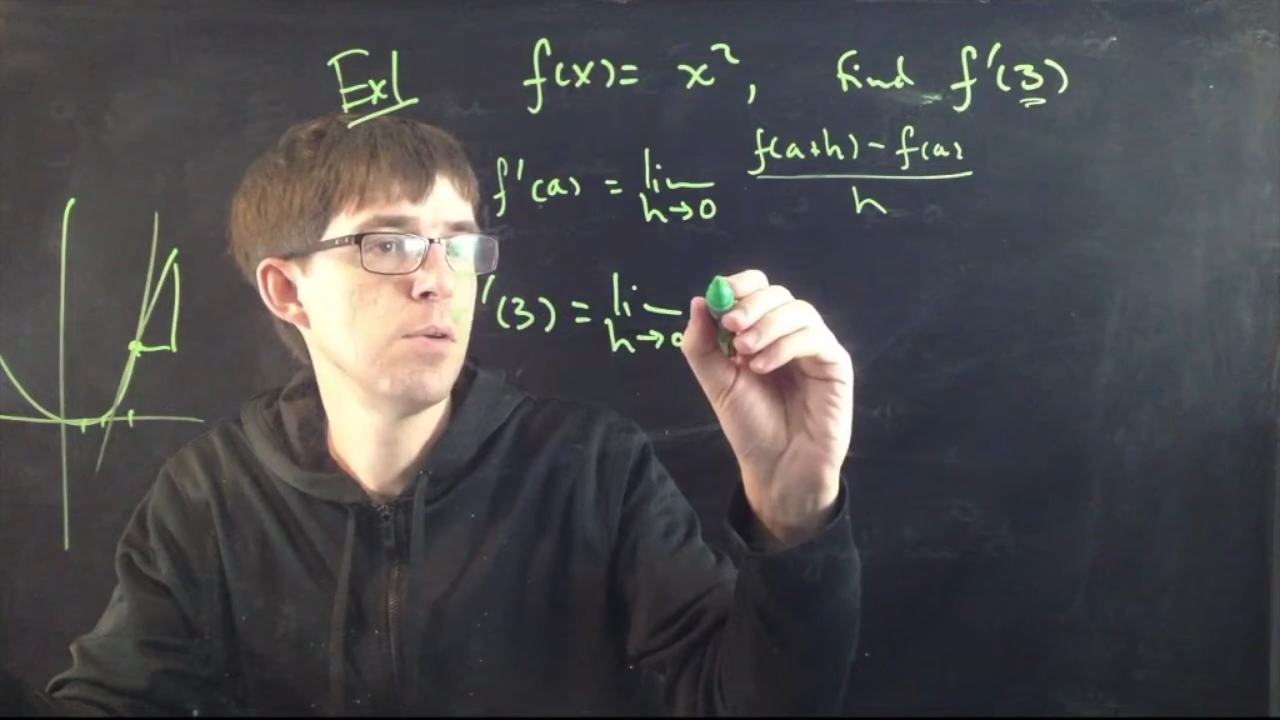 Ex1 f(x) = x², find f'(3)
f'(a) = lim h→0 f(a+h) - f(a) / h
'(3) = lim h→0